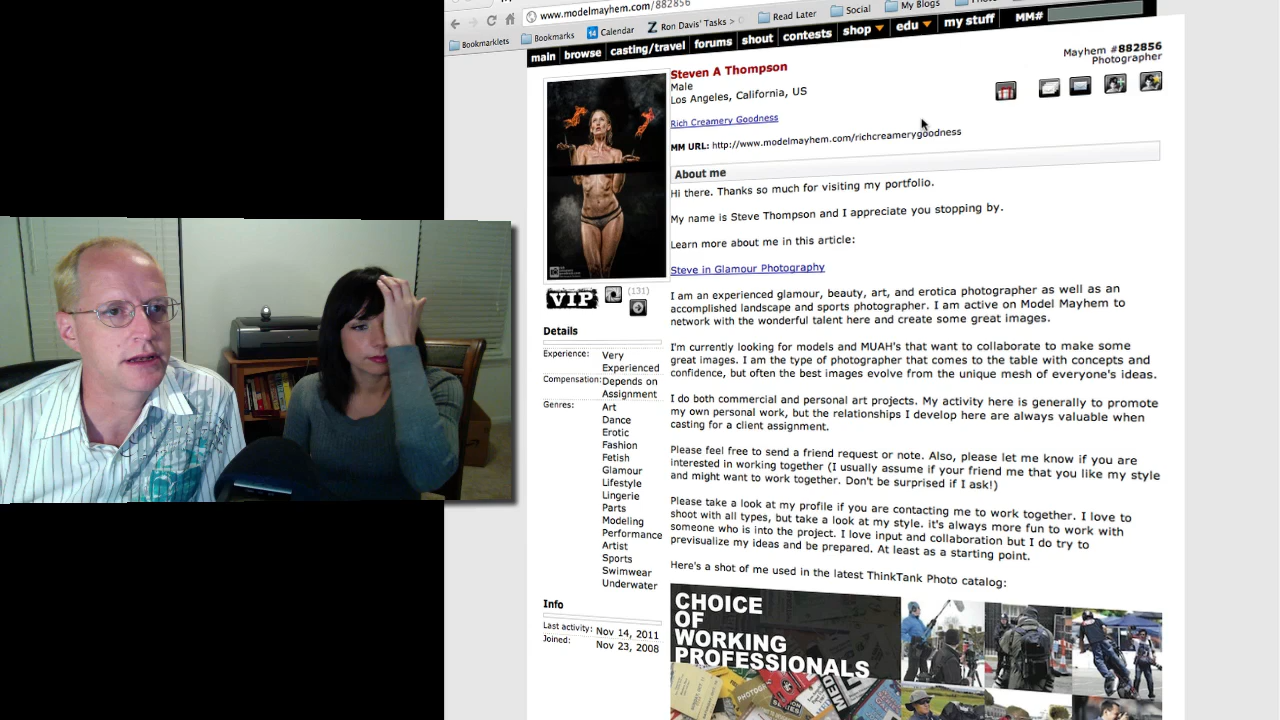 www.modelmayhem.com/882856
Bookmarklets
Bookmarks
14 Calendar
Ron Davis' Tasks >
Read Later
Social
My Blogs
main browse casting/travel forums shout contests shop edu my stuff MM#
Steven A Thompson
Male
Los Angeles, California, US
Mayhem #882856
Photographer
Rich Creamery Goodness
MM URL: http://www.modelmayhem.com/richcreamerygoodness
About me
Hi there. Thanks so much for visiting my portfolio.
My name is Steve Thompson and I appreciate you stopping by.
Learn more about me in this article:
Steve in Glamour Photography
I am an experienced glamour, beauty, art, and erotica photographer as well as an
accomplished landscape and sports photographer. I am active on Model Mayhem to
network with the wonderful talent here and create some great images.
I'm currently looking for models and MUAH's that want to collaborate to make some
great images. I am the type of photographer that comes to the table with concepts and
confidence, but often the best images evolve from the unique mesh of everyone's ideas.
I do both commercial and personal art projects. My activity here is generally to promote
my own personal work, but the relationships I develop here are always valuable when
casting for a client assignment.
Please feel free to send a friend request or note. Also, please let me know if you are
interested in working together (I usually assume if your friend me that you like my style
and might want to work together. Don't be surprised if I ask!)
Please take a look at my profile if you are contacting me to work together. I love to
shoot with all types, but take a look at my style. it's always more fun to work with
someone who is into the project. I love input and collaboration but I do try to
previsualize my ideas and be prepared. At least as a starting point.
Here's a shot of me used in the latest ThinkTank Photo catalog:
VIP
(131)
Details
Experience: Very
Experienced
Compensation: Depends on
Assignment
Genres: Art
Dance
Erotic
Fashion
Fetish
Glamour
Lifestyle
Lingerie
Parts
Modeling
Performance
Artist
Sports
Swimwear
Underwater
Info
Last activity: Nov 14, 2011
Joined: Nov 23, 2008
CHOICE
OF
WORKING
PROFESSIONALS